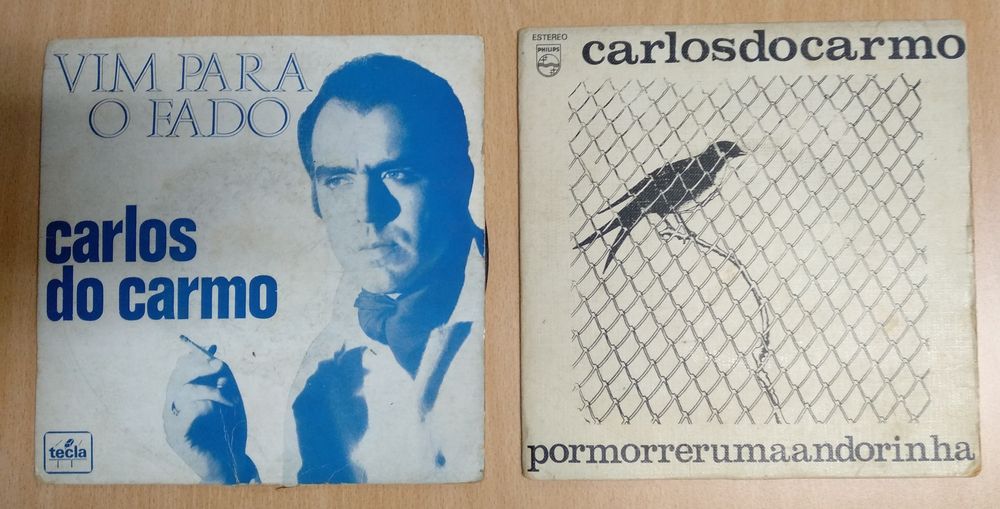 VIM PARA
O FADO
carlos
do carmo
tecla
ESTEREO
PHILIPS
carlosdocarmo
pormorrerumaandorinha